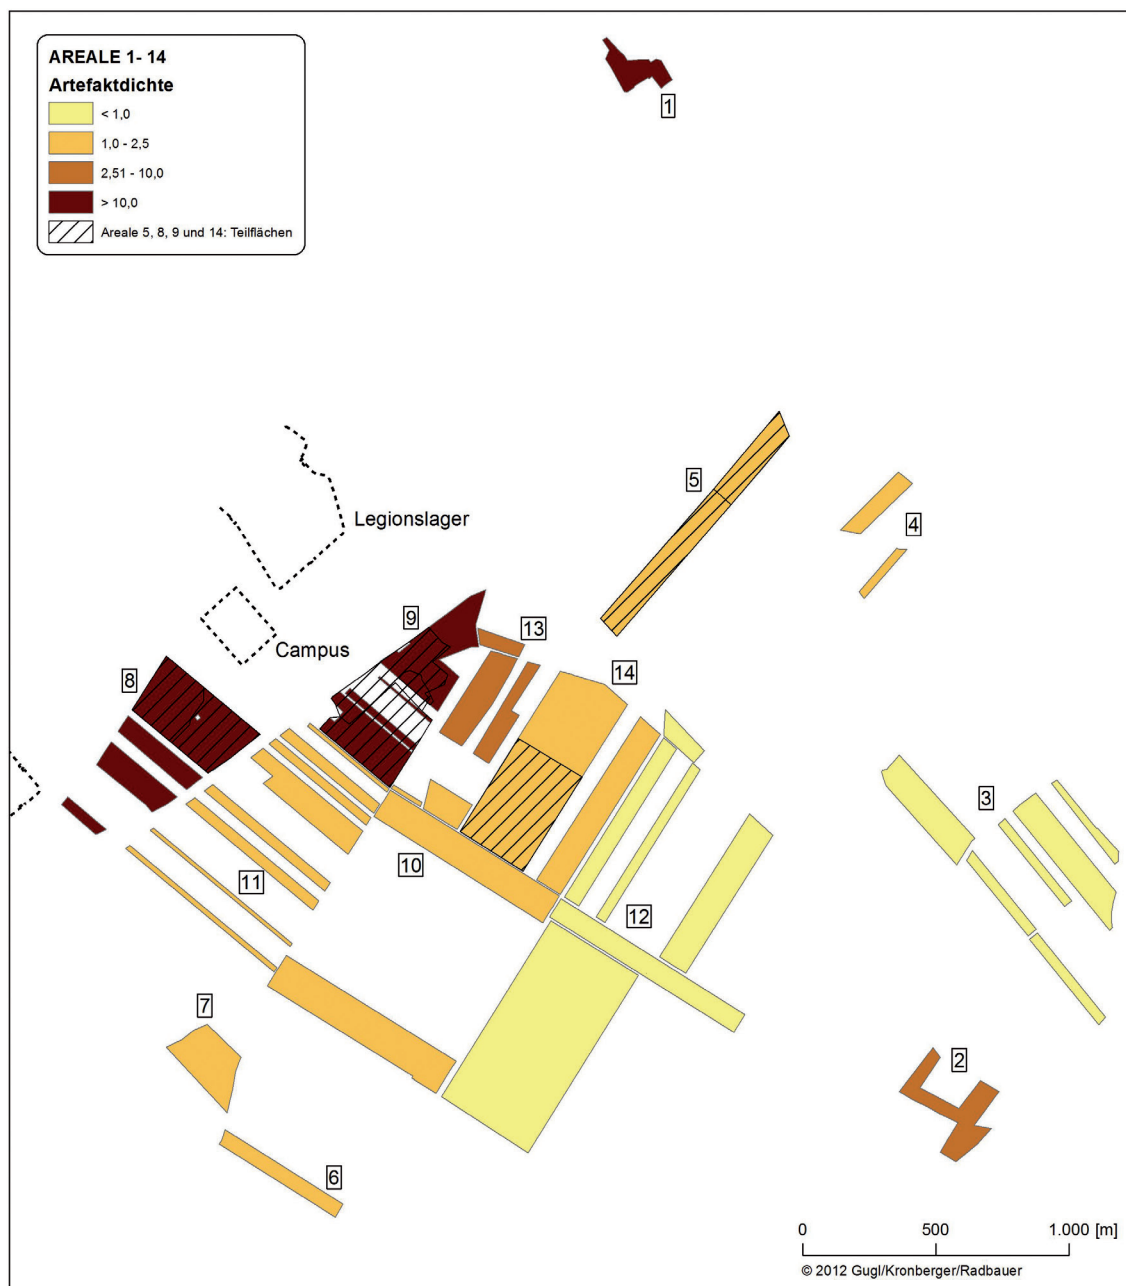 AREALE 1- 14
Artefaktdichte
< 1,0
1,0 - 2,5
2,51 - 10,0
> 10,0
Areale 5, 8, 9 und 14: Teilflächen
1
5
4
Legionslager
9
13
Campus
14
8
3
10
11
12
7
2
6
0 500 1.000 [m]
© 2012 Gugl/Kronberger/Radbauer